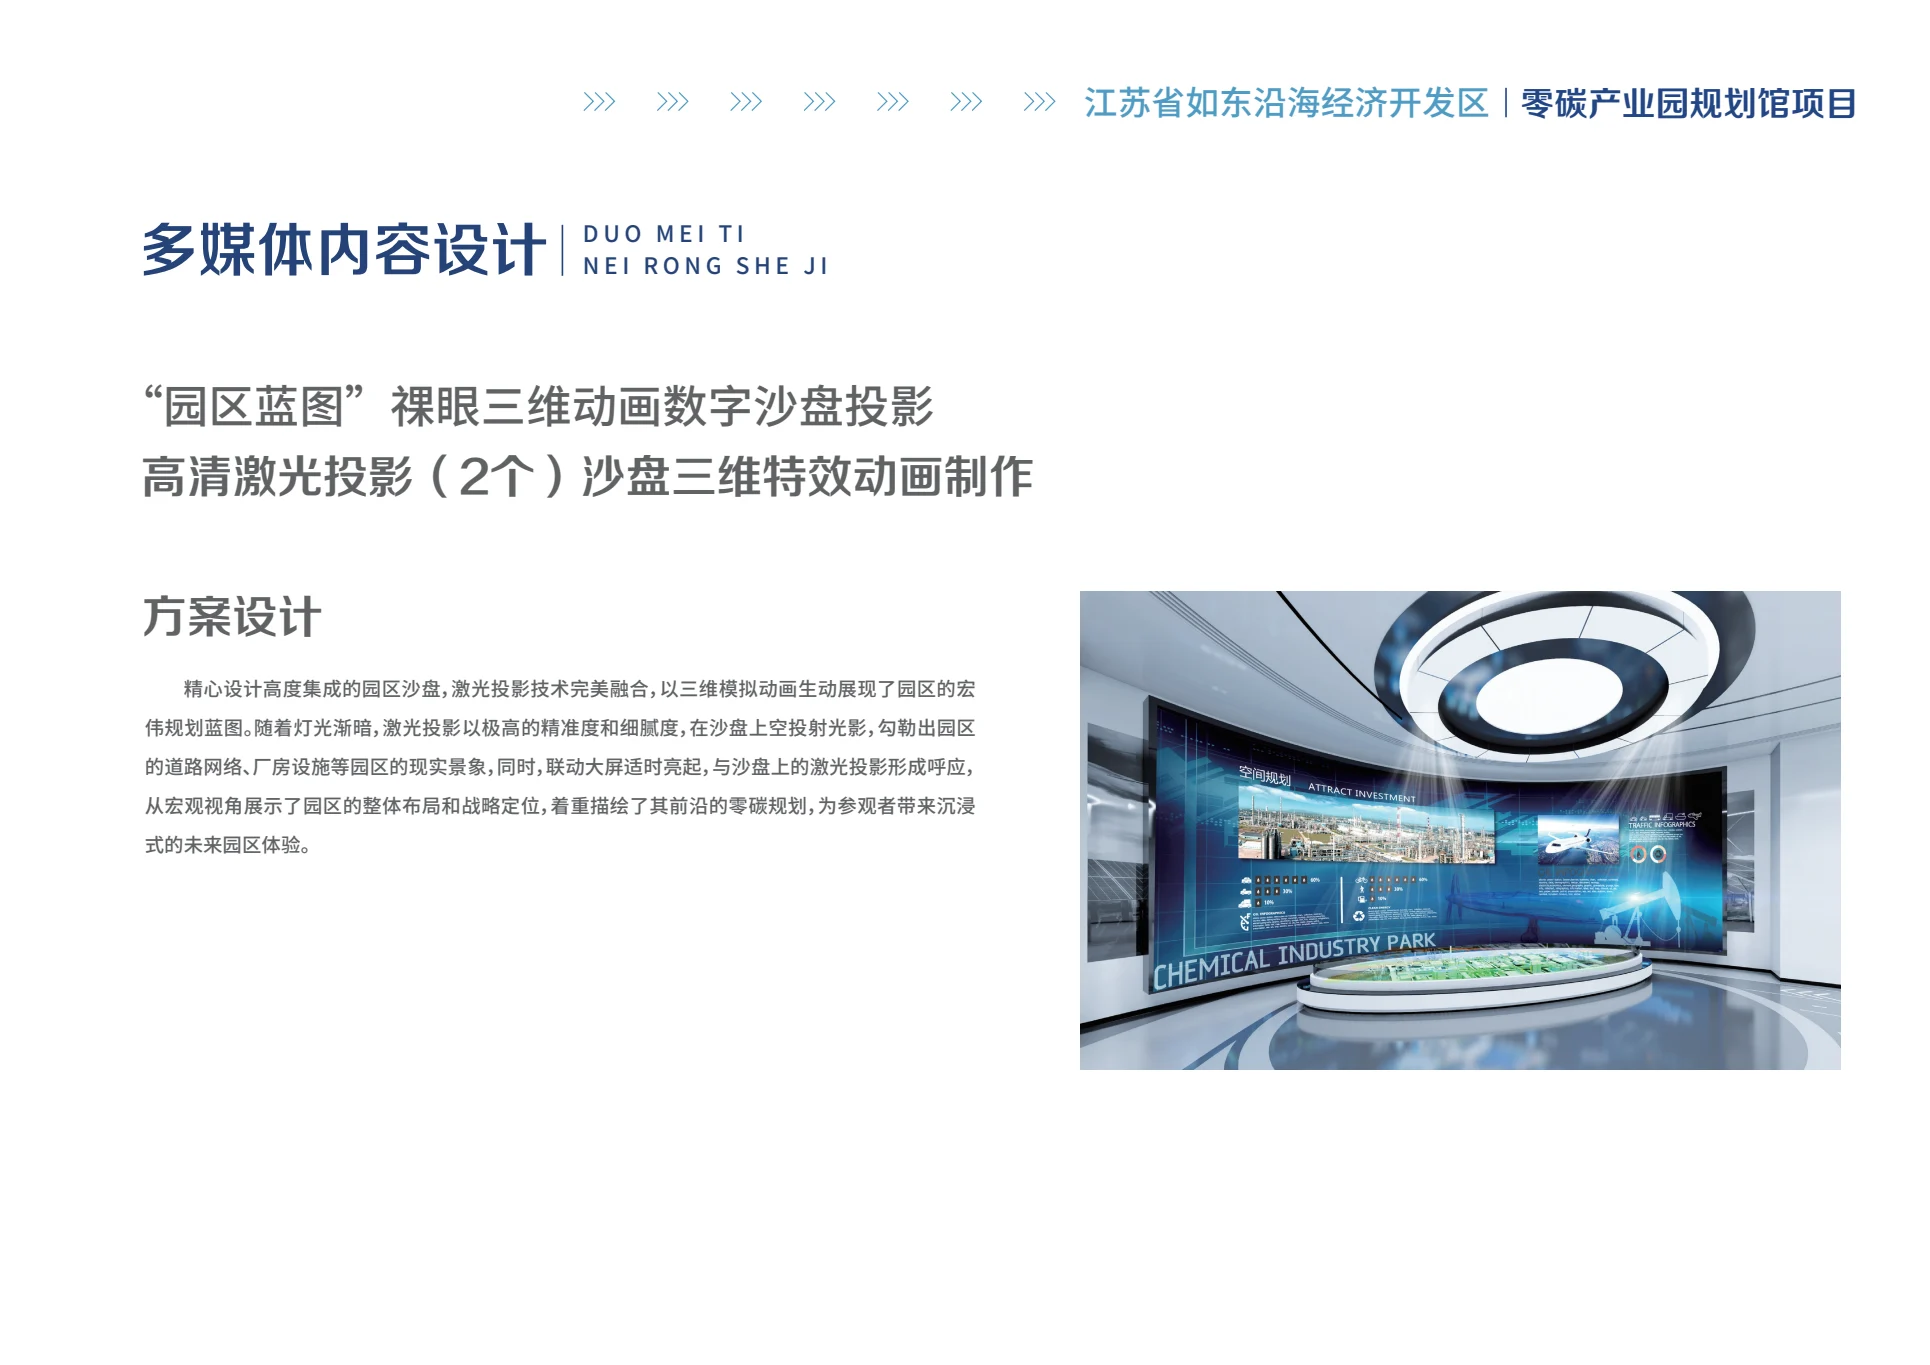 江苏省如东沿海经济开发区|零碳产业园规划馆项目
多媒体内容设计
DUO MEI TI
NEI RONG SHE JI
“园区蓝图”裸眼三维动画数字沙盘投影
高清激光投影（2个）沙盘三维特效动画制作
方案设计
精心设计高度集成的园区沙盘，激光投影技术完美融合，以三维模拟动画生动展现了园区的宏
伟规划蓝图。随着灯光渐暗，激光投影以极高的精准度和细腻度，在沙盘上空投射光影，勾勒出园区
的道路网络、厂房设施等园区的现实景象，同时，联动大屏适时亮起，与沙盘上的激光投影形成呼应，
从宏观视角展示了园区的整体布局和战略定位，着重描绘了其前沿的零碳规划，为参观者带来沉浸
式的未来园区体验。
空间规划
ATTRACT INVESTMENT
TRAFFIC INFOGRAPHICS
60%
30%
10%
CHEMICAL INDUSTRY PARK